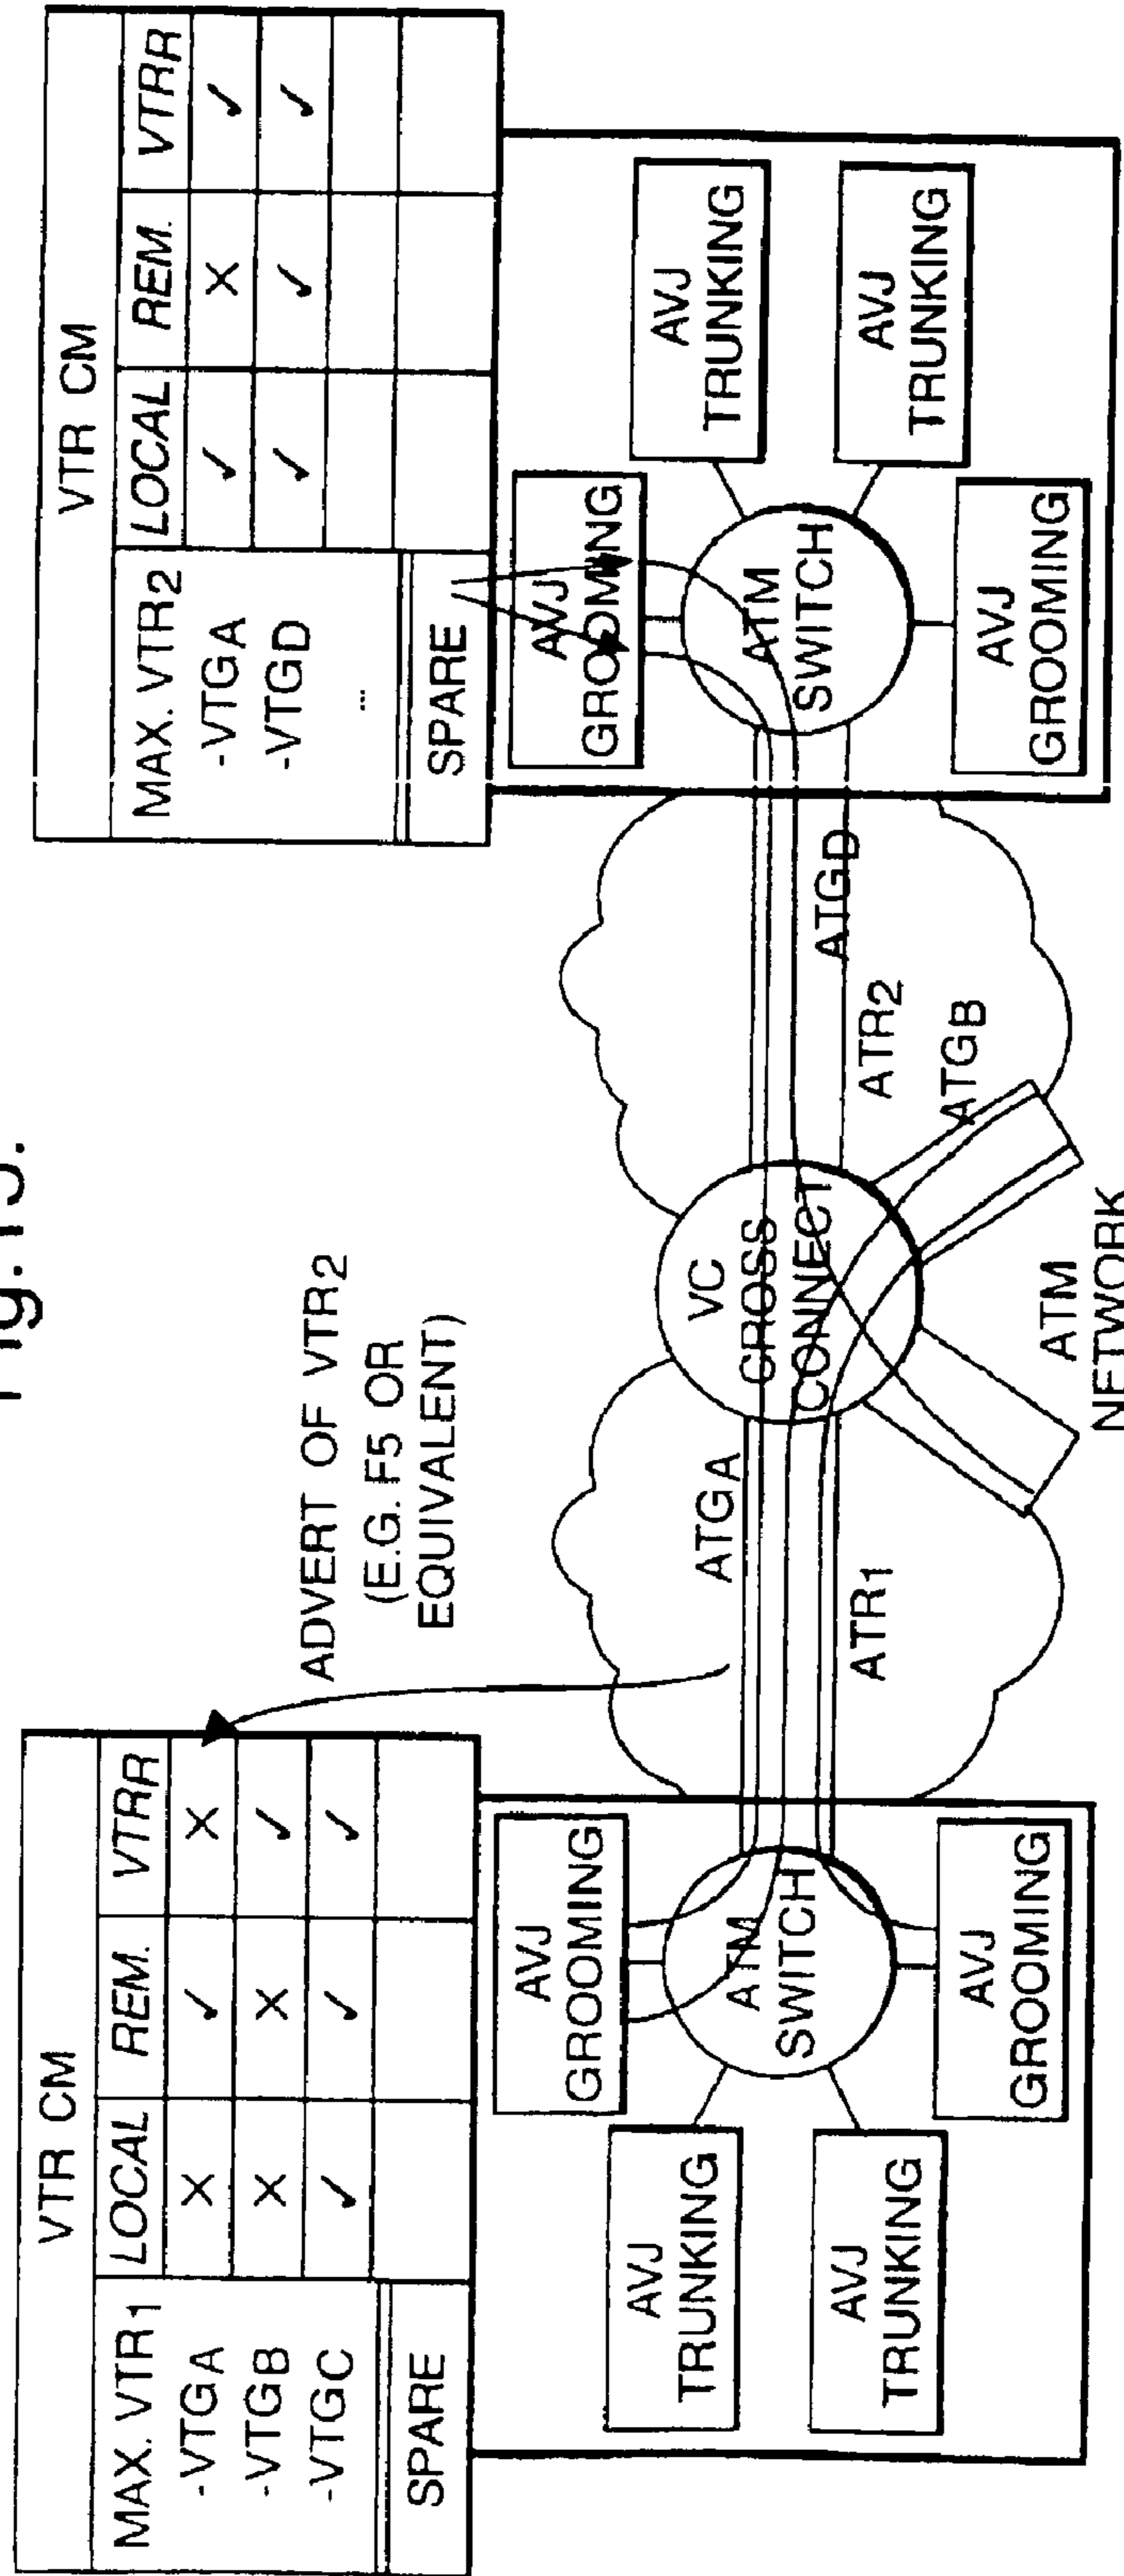 VTR CM
MAX. VTR1 LOCAL REM. VTRR
-VTGA X ✓ X
-VTGB X X ✓
-VTGC ✓ ✓ ✓
SPARE
ADVERT OF VTR2
(E.G. F5 OR
EQUIVALENT)
VTR CM
MAX. VTR2 LOCAL REM. VTRR
-VTGA ✓ X ✓
-VTGD ✓ ✓ ✓
...
SPARE
AVJ
TRUNKING
AVJ
TRUNKING
AVJ
GROOMING
ATM
SWITCH
AVJ
GROOMING
ATGA
ATR1
VC
CROSS
CONNECT
ATGD
ATR2
ATGB
ATM
NETWORK
AVJ
GROOMING
ATM
SWITCH
AVJ
GROOMING
AVJ
TRUNKING
AVJ
TRUNKING